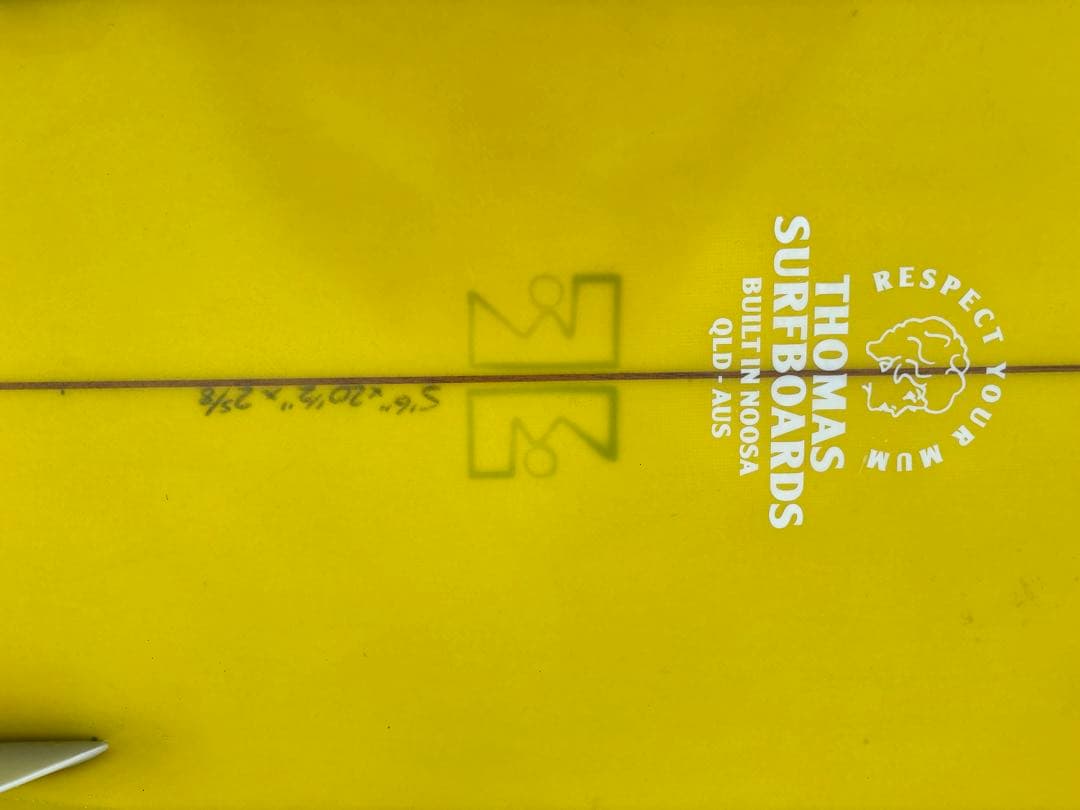 RESPECT YOUR MUM
THOMAS
SURFBOARDS
BUILT IN NOOSA
QLD - AUS
5'6" x 20 1/2" x 2 5/8